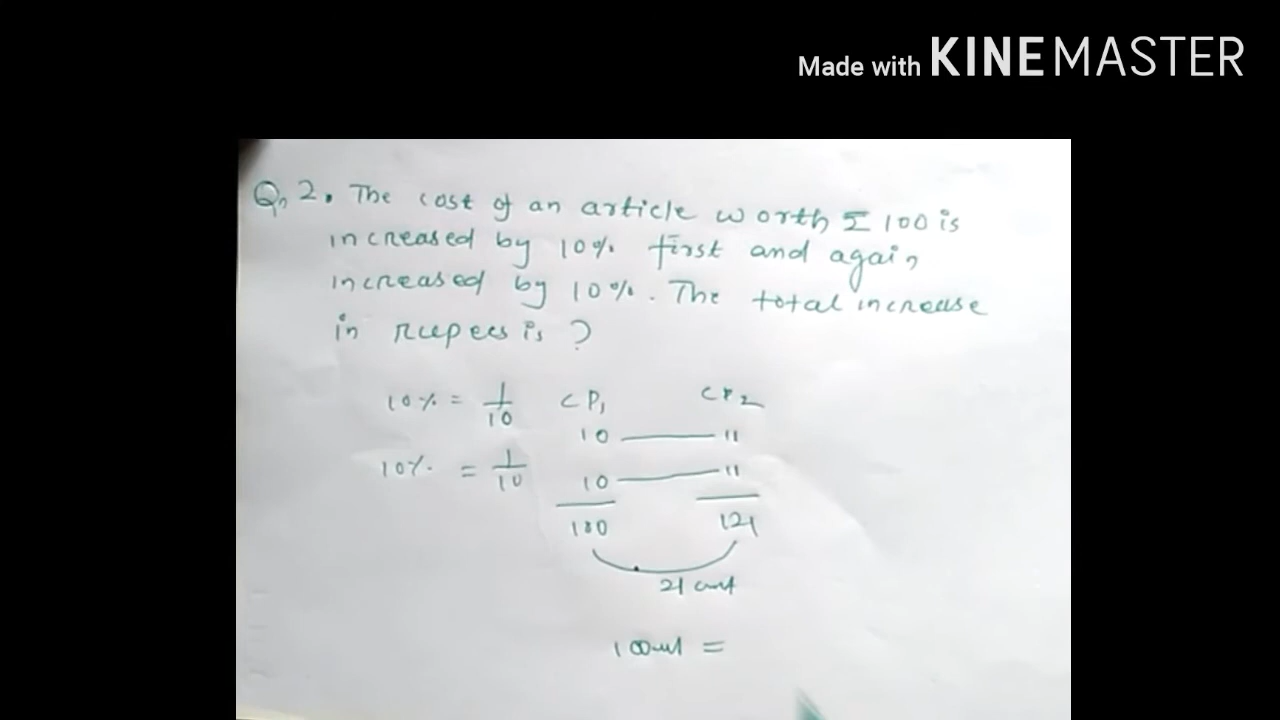 Made with KINEMASTER
Qn 2. The cost of an article worth ₹ 100 is
increased by 10% first and again
increased by 10%. The total increase
in rupees is ?
10% = 1/10 CP1 CP2
10 — 11
10% = 1/10 10 — 11
100 121
21 unit
100 unit =